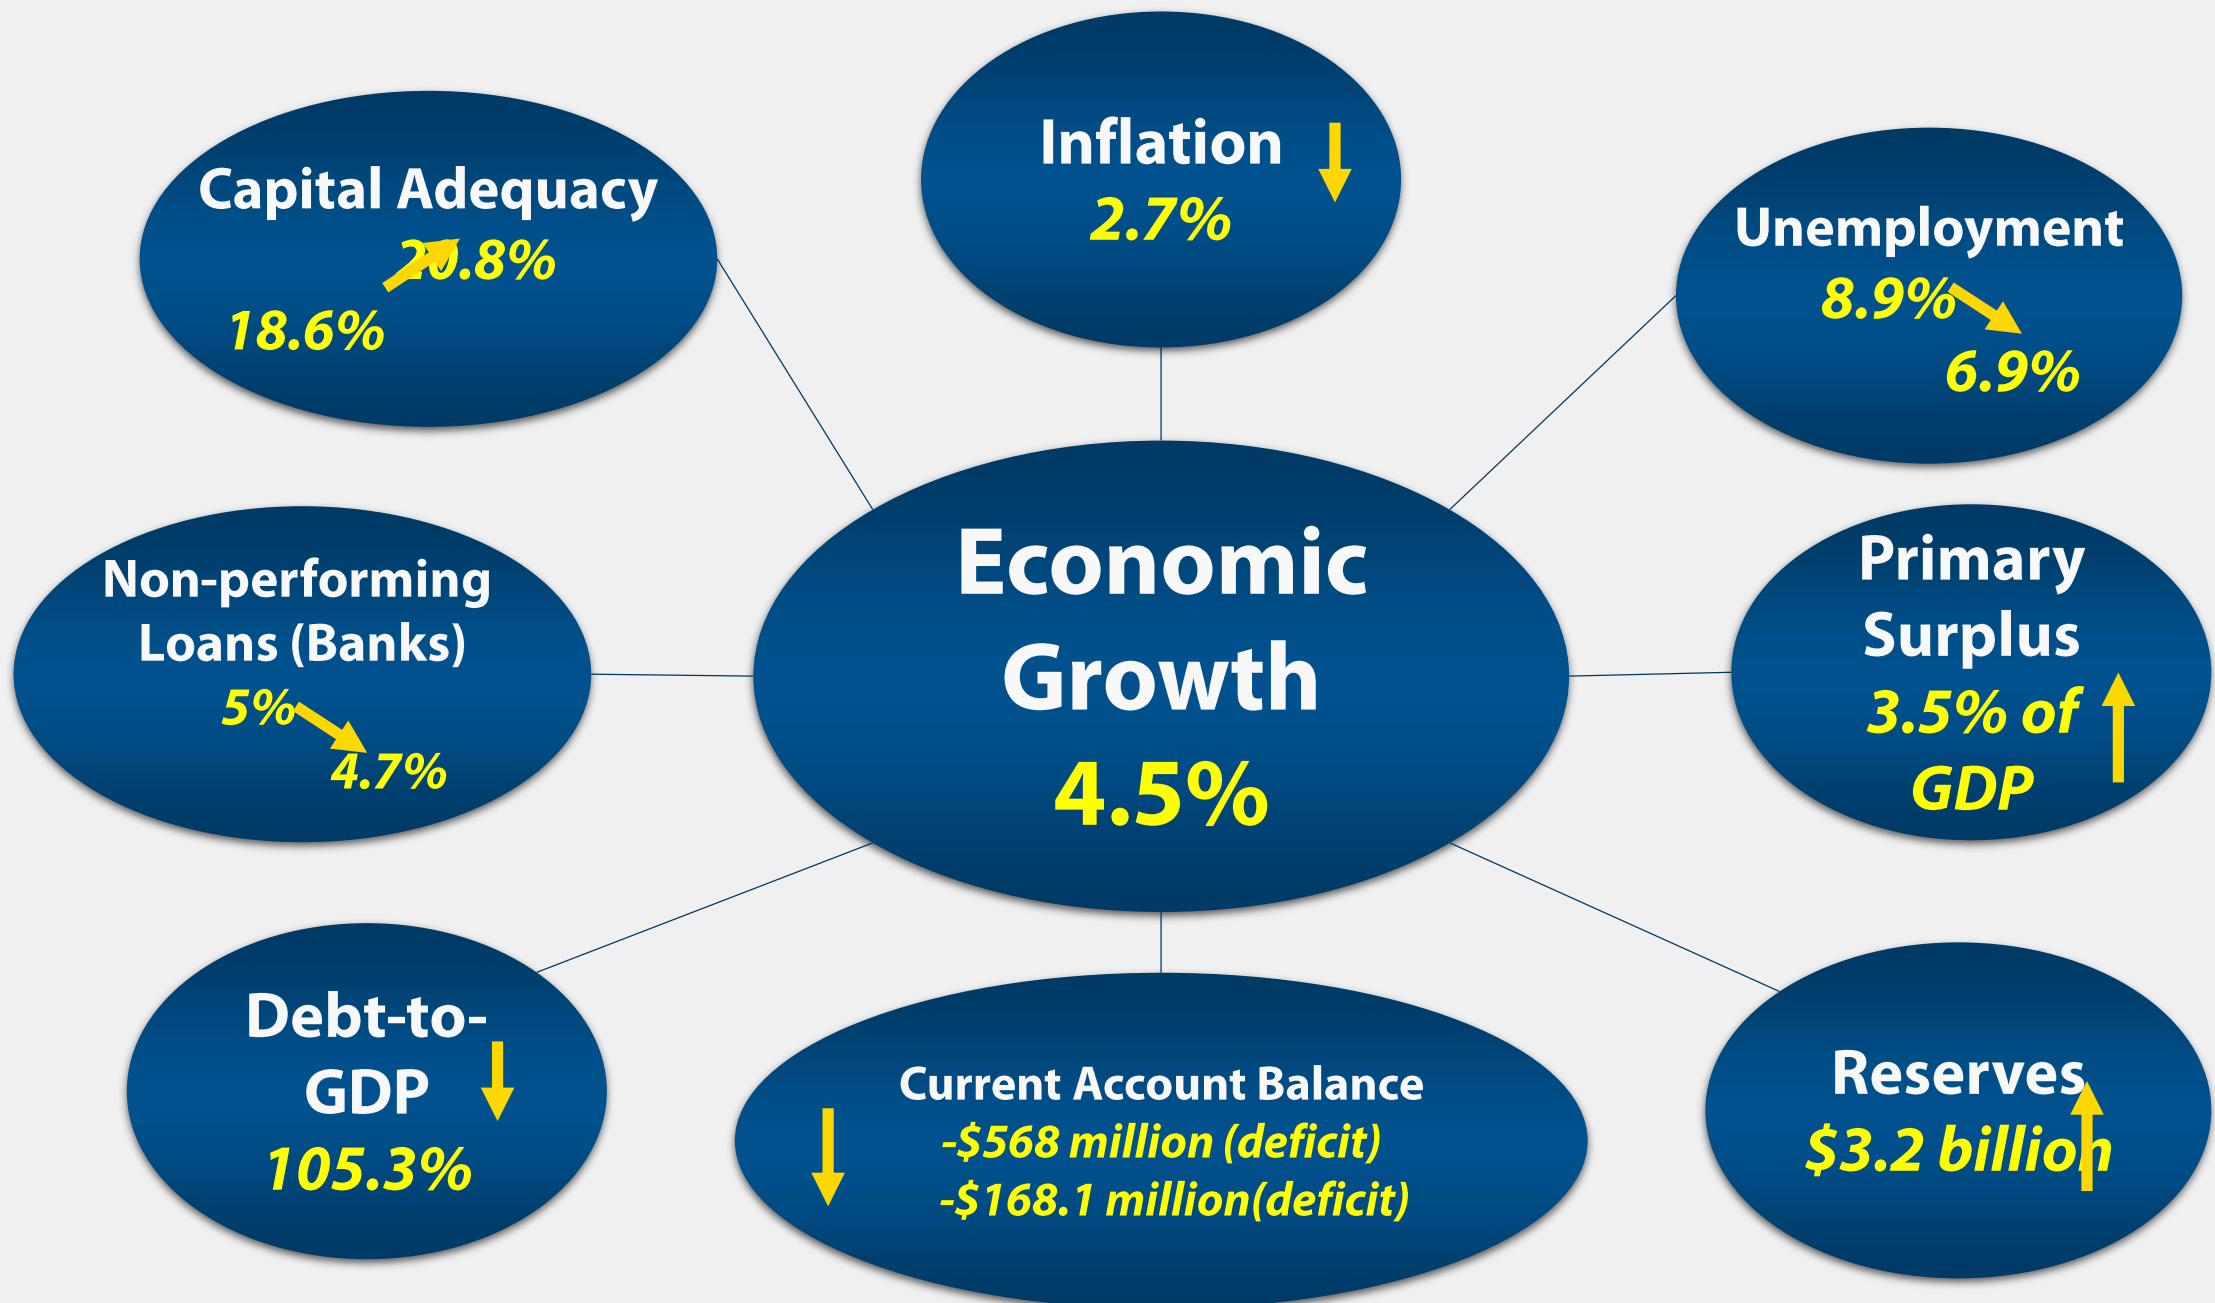 Inflation
2.7%
Capital Adequacy
20.8%
18.6%
Unemployment
8.9%
6.9%
Non-performing
Loans (Banks)
5%
4.7%
Economic
Growth
4.5%
Primary
Surplus
3.5% of
GDP
Debt-to-
GDP
105.3%
Current Account Balance
-$568 million (deficit)
-$168.1 million(deficit)
Reserves
$3.2 billion